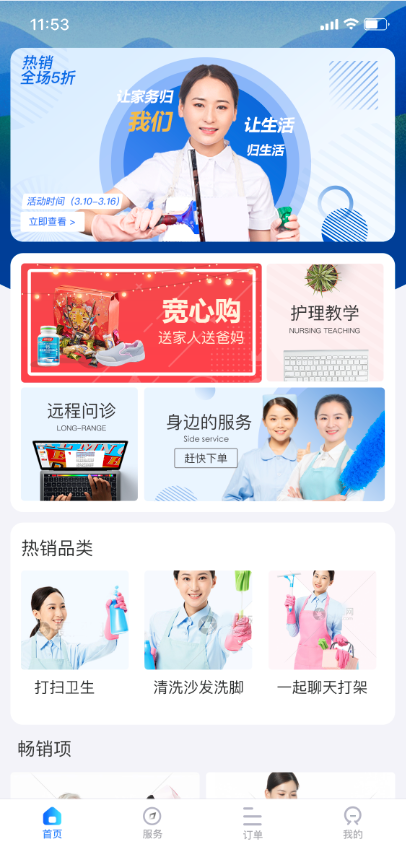 11:53
热销
全场5折
让家务归
我们
让生活
归生活
活动时间（3.10-3.16）
立即查看 >
宽心购
送家人送爸妈
护理教学
NURSING TEACHING
远程问诊
LONG-RANGE
身边的服务
Side service
赶快下单
热销品类
打扫卫生
清洗沙发洗脚
一起聊天打架
畅销项
首页
服务
订单
我的